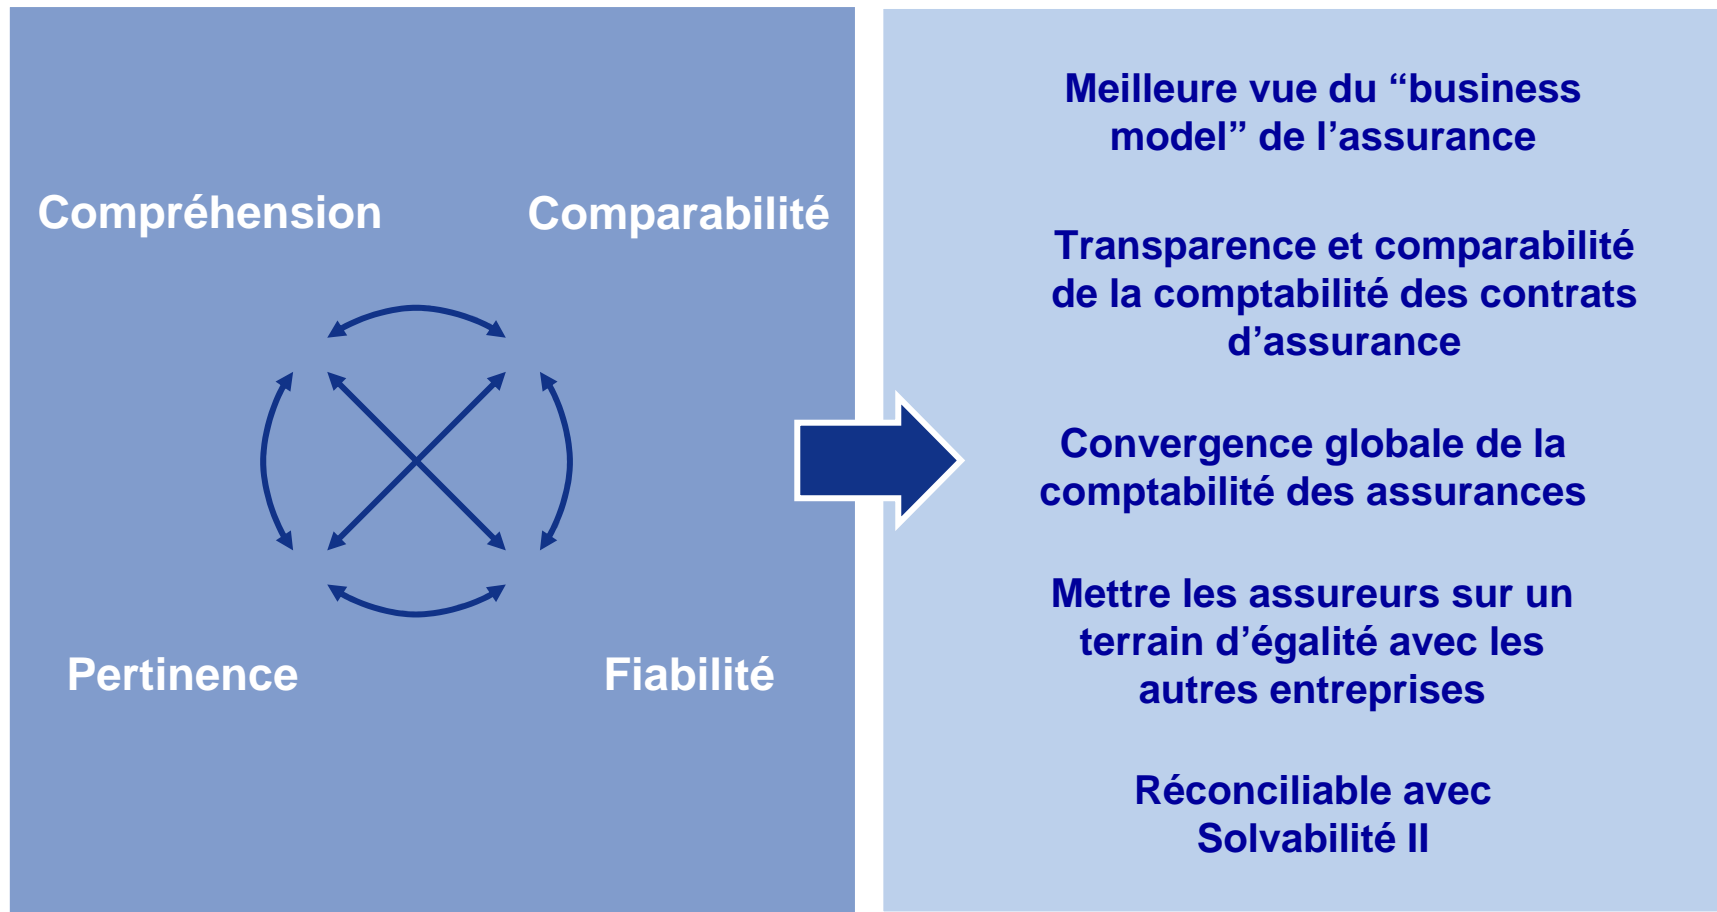 Compréhension
Comparabilité
Pertinence
Fiabilité
Meilleure vue du “business
model” de l’assurance
Transparence et comparabilité
de la comptabilité des contrats
d’assurance
Convergence globale de la
comptabilité des assurances
Mettre les assureurs sur un
terrain d’égalité avec les
autres entreprises
Réconciliable avec
Solvabilité II